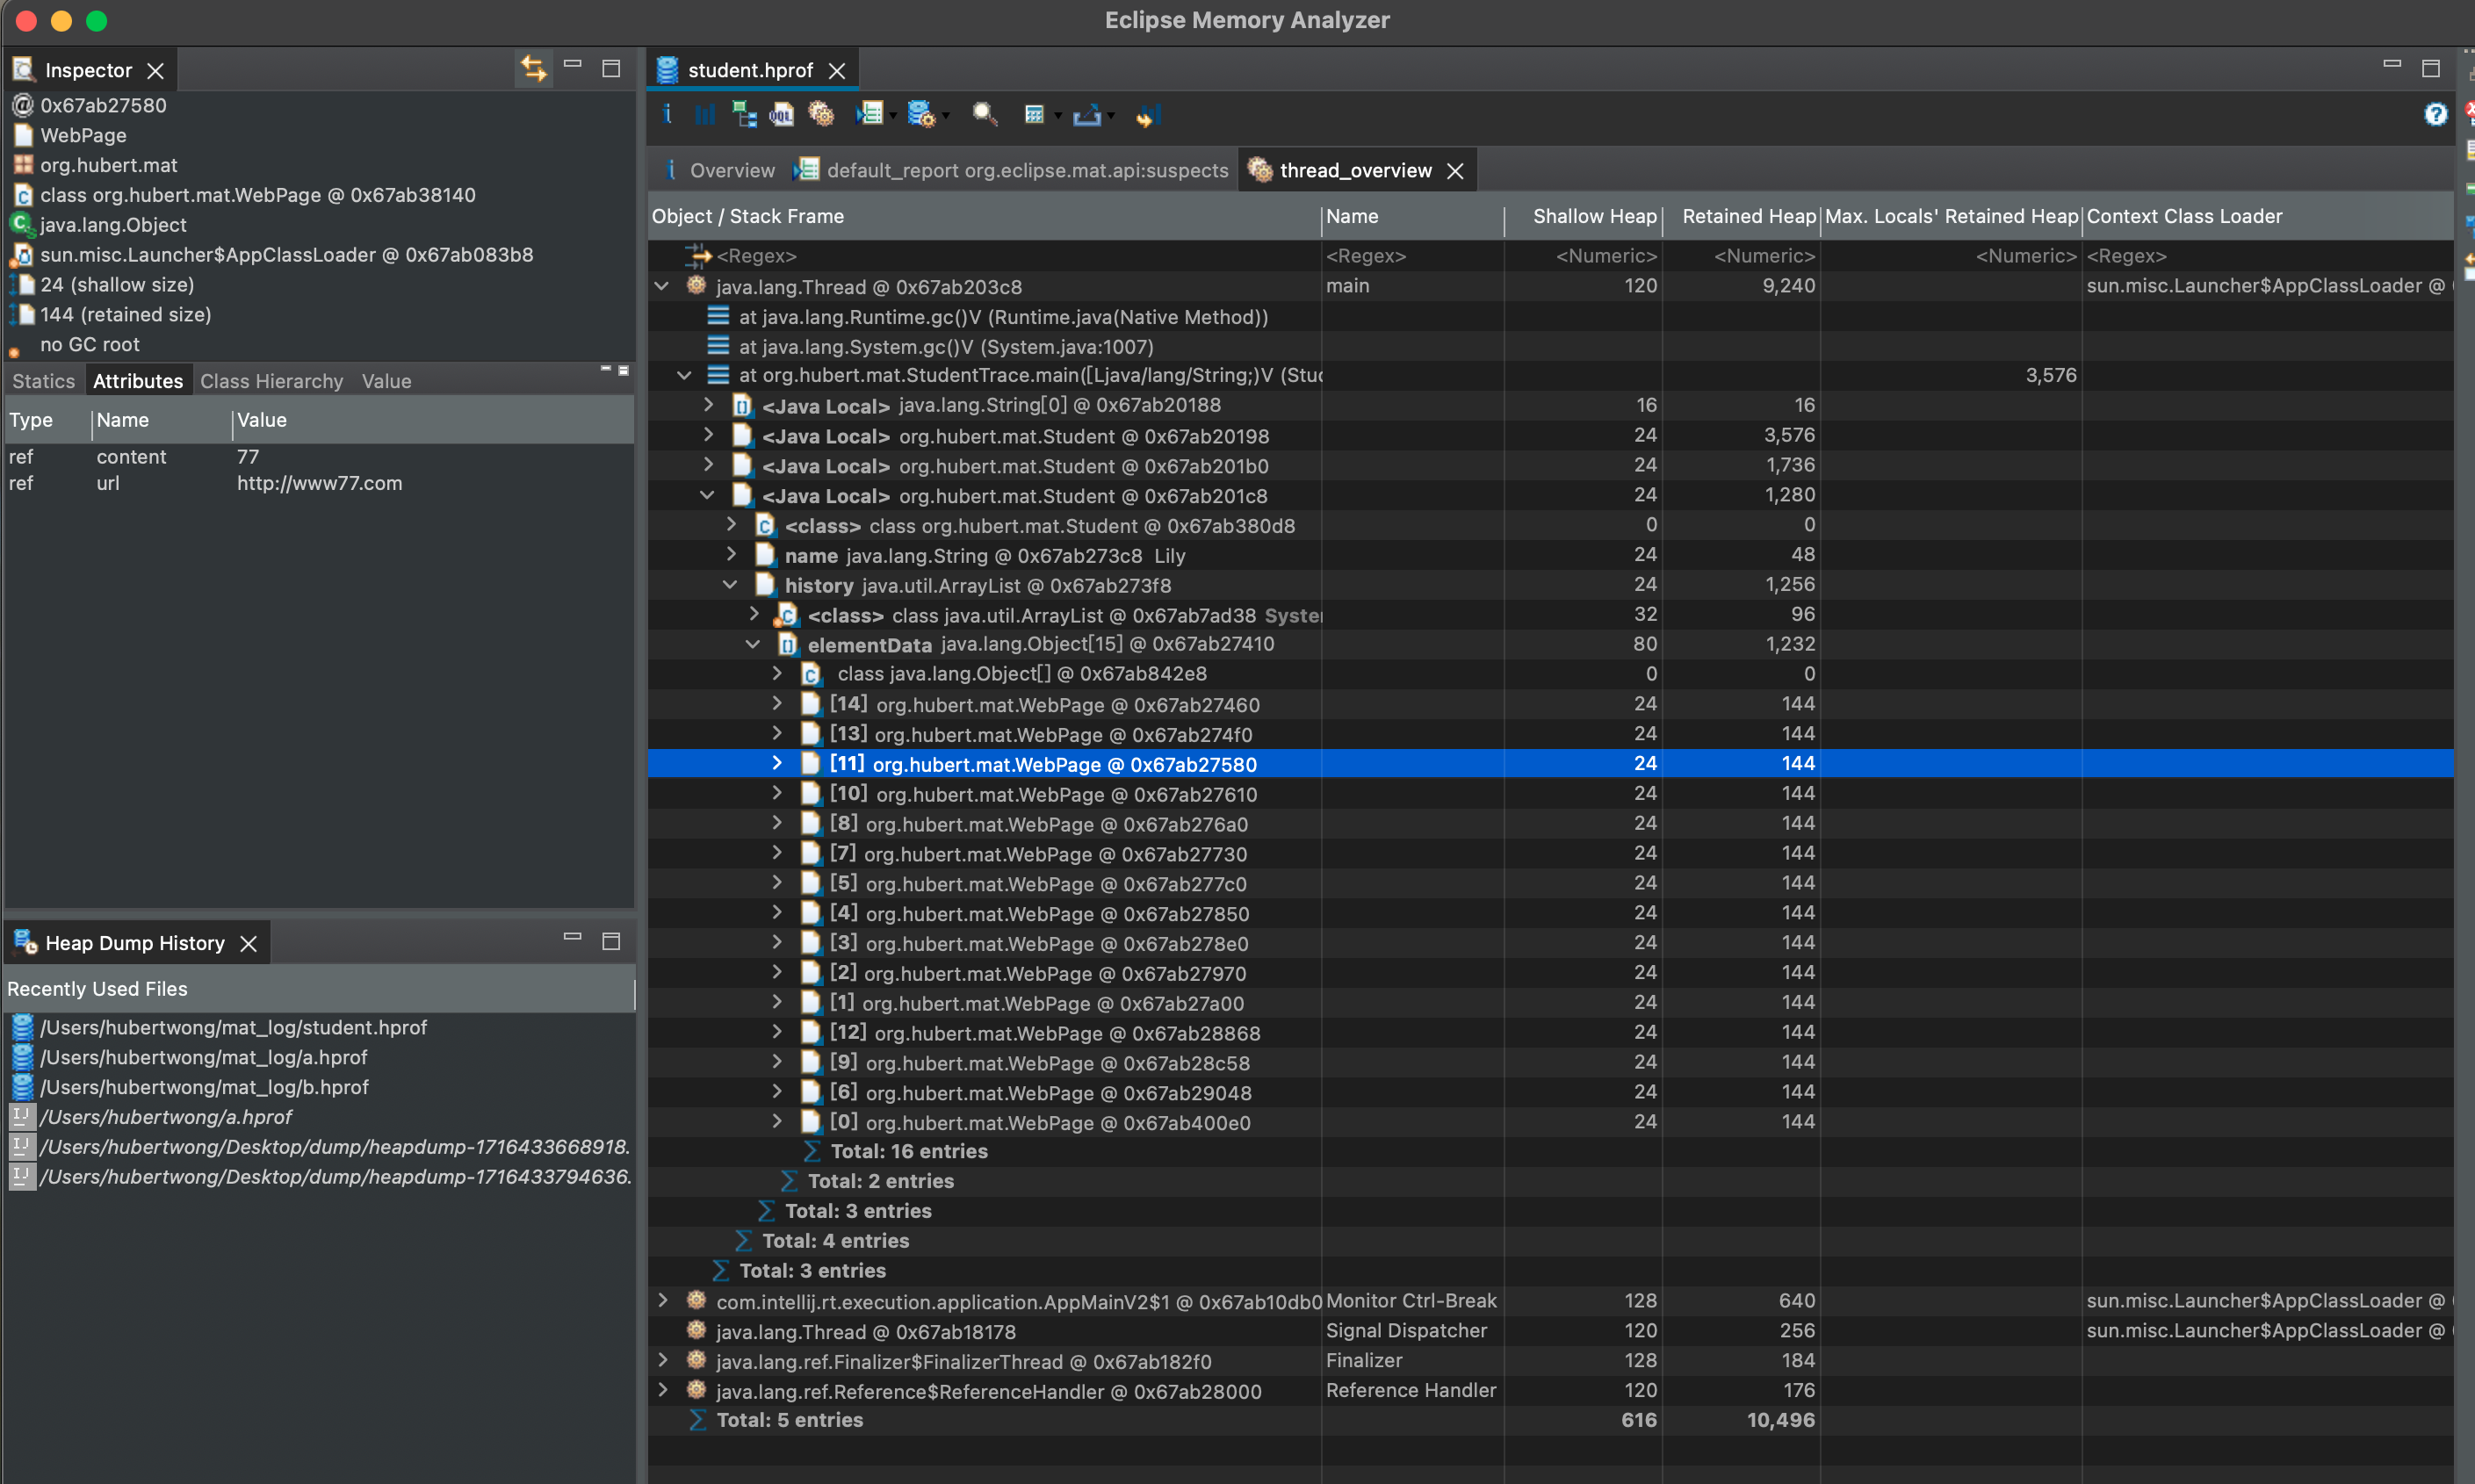 Eclipse Memory Analyzer
Inspector
0x67ab27580
WebPage
org.hubert.mat
class org.hubert.mat.WebPage @ 0x67ab38140
java.lang.Object
sun.misc.Launcher$AppClassLoader @ 0x67ab083b8
24 (shallow size)
144 (retained size)
no GC root
Statics Attributes Class Hierarchy Value
Type Name Value
ref content 77
ref url http://www77.com
Heap Dump History
Recently Used Files
/Users/hubertwong/mat_log/student.hprof
/Users/hubertwong/mat_log/a.hprof
/Users/hubertwong/mat_log/b.hprof
/Users/hubertwong/a.hprof
/Users/hubertwong/Desktop/dump/heapdump-1716433668918.
/Users/hubertwong/Desktop/dump/heapdump-1716433794636.
student.hprof
Overview default_report org.eclipse.mat.api:suspects thread_overview
Object / Stack Frame Name Shallow Heap Retained Heap Max. Locals' Retained Heap Context Class Loader
<Regex> <Regex> <Numeric> <Numeric> <Numeric> <Regex>
java.lang.Thread @ 0x67ab203c8 main 120 9,240 sun.misc.Launcher$AppClassLoader @
at java.lang.Runtime.gc()V (Runtime.java(Native Method))
at java.lang.System.gc()V (System.java:1007)
at org.hubert.mat.StudentTrace.main([Ljava/lang/String;)V (Stu 3,576
<Java Local> java.lang.String[0] @ 0x67ab20188 16 16
<Java Local> org.hubert.mat.Student @ 0x67ab20198 24 3,576
<Java Local> org.hubert.mat.Student @ 0x67ab201b0 24 1,736
<Java Local> org.hubert.mat.Student @ 0x67ab201c8 24 1,280
<class> class org.hubert.mat.Student @ 0x67ab380d8 0 0
name java.lang.String @ 0x67ab273c8 Lily 24 48
history java.util.ArrayList @ 0x67ab273f8 24 1,256
<class> class java.util.ArrayList @ 0x67ab7ad38 Syste 32 96
elementData java.lang.Object[15] @ 0x67ab27410 80 1,232
class java.lang.Object[] @ 0x67ab842e8 0 0
[14] org.hubert.mat.WebPage @ 0x67ab27460 24 144
[13] org.hubert.mat.WebPage @ 0x67ab274f0 24 144
[11] org.hubert.mat.WebPage @ 0x67ab27580 24 144
[10] org.hubert.mat.WebPage @ 0x67ab27610 24 144
[8] org.hubert.mat.WebPage @ 0x67ab276a0 24 144
[7] org.hubert.mat.WebPage @ 0x67ab27730 24 144
[5] org.hubert.mat.WebPage @ 0x67ab277c0 24 144
[4] org.hubert.mat.WebPage @ 0x67ab27850 24 144
[3] org.hubert.mat.WebPage @ 0x67ab278e0 24 144
[2] org.hubert.mat.WebPage @ 0x67ab27970 24 144
[1] org.hubert.mat.WebPage @ 0x67ab27a00 24 144
[12] org.hubert.mat.WebPage @ 0x67ab28868 24 144
[9] org.hubert.mat.WebPage @ 0x67ab28c58 24 144
[6] org.hubert.mat.WebPage @ 0x67ab29048 24 144
[0] org.hubert.mat.WebPage @ 0x67ab400e0 24 144
Total: 16 entries
Total: 2 entries
Total: 3 entries
Total: 4 entries
Total: 3 entries
com.intellij.rt.execution.application.AppMainV2$1 @ 0x67ab10db0 Monitor Ctrl-Break 128 640 sun.misc.Launcher$AppClassLoader @
java.lang.Thread @ 0x67ab18178 Signal Dispatcher 120 256 sun.misc.Launcher$AppClassLoader @
java.lang.ref.Finalizer$FinalizerThread @ 0x67ab182f0 Finalizer 128 184
java.lang.ref.Reference$ReferenceHandler @ 0x67ab28000 Reference Handler 120 176
Total: 5 entries 616 10,496